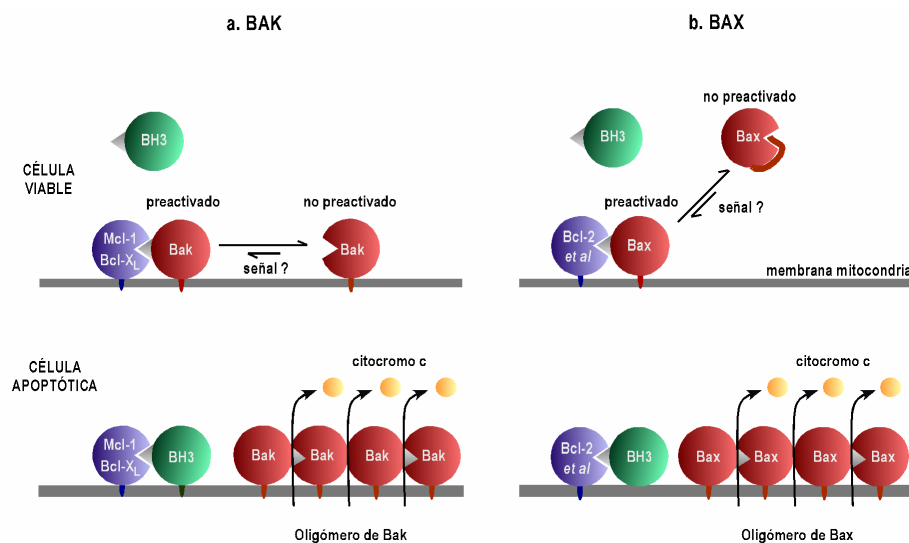 a. BAK
b. BAX
BH3
CÉLULA
VIABLE
preactivado
no preactivado
Mcl-1
Bcl-XL
Bak
señal ?
Bak
BH3
no preactivado
Bax
preactivado
señal ?
Bcl-2
et al
Bax
membrana mitocondria
CÉLULA
APOPTÓTICA
citocromo c
Mcl-1
Bcl-XL
BH3
Bak
Bak
Bak
Bak
Oligómero de Bak
citocromo c
Bcl-2
et al
BH3
Bax
Bax
Bax
Bax
Oligómero de Bax